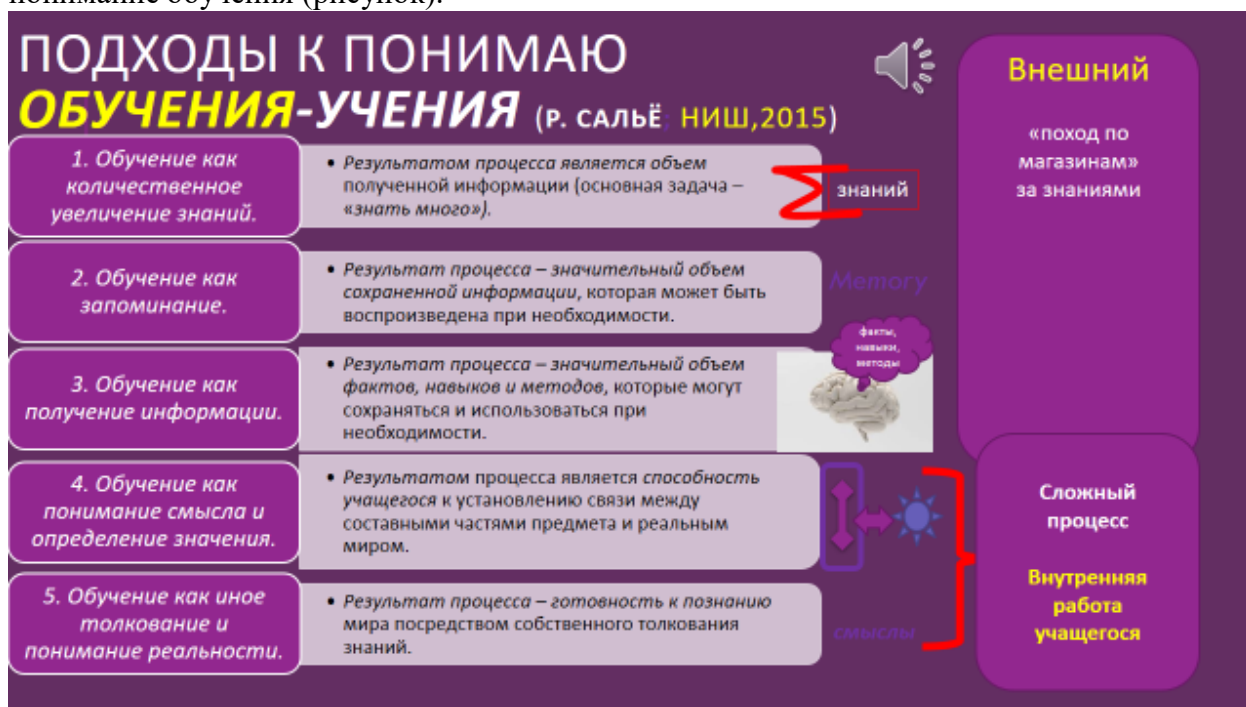 понимание обучения (рисунок).
ПОДХОДЫ К ПОНИМАЮ
ОБУЧЕНИЯ-УЧЕНИЯ (Р. САЛЬЁ; НИШ,2015)
Внешний
«поход по
магазинам»
за знаниями
1. Обучение как
количественное
увеличение знаний.
• Результатом процесса является объем
полученной информации (основная задача –
«знать много»).
знаний
2. Обучение как
запоминание.
• Результат процесса – значительный объем
сохраненной информации, которая может быть
воспроизведена при необходимости.
Memory
3. Обучение как
получение информации.
• Результат процесса – значительный объем
фактов, навыков и методов, которые могут
сохраняться и использоваться при
необходимости.
факты,
навыки,
методы
4. Обучение как
понимание смысла и
определение значения.
• Результатом процесса является способность
учащегося к установлению связи между
составными частями предмета и реальным
миром.
5. Обучение как иное
толкование и
понимание реальности.
• Результат процесса – готовность к познанию
мира посредством собственного толкования
знаний.
смыслы
Сложный
процесс
Внутренняя
работа
учащегося